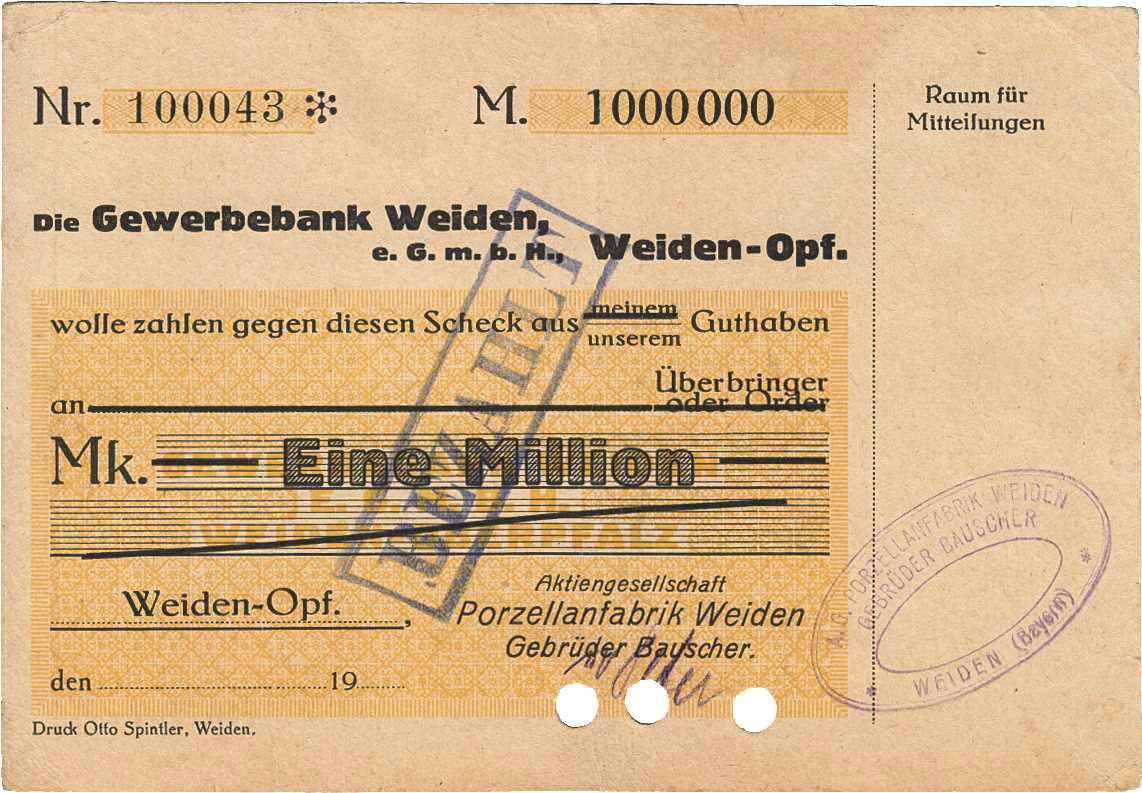 Nr. 100043 * M. 1000000
Raum für
Mitteilungen
Die Gewerbebank Weiden,
e. G. m. b. H., Weiden-Opf.
wolle zahlen gegen diesen Scheck aus meinem Guthaben
unserem
an Überbringer
oder Order
Mk. Eine Million
BEZAHLT
Weiden-Opf.,
Aktiengesellschaft
Porzellanfabrik Weiden
Gebrüder Bauscher.
den 19
A. G. PORZELLANFABRIK WEIDEN
GEBRÜDER BAUSCHER
* WEIDEN (Bayern) *
Druck Otto Spintler, Weiden.